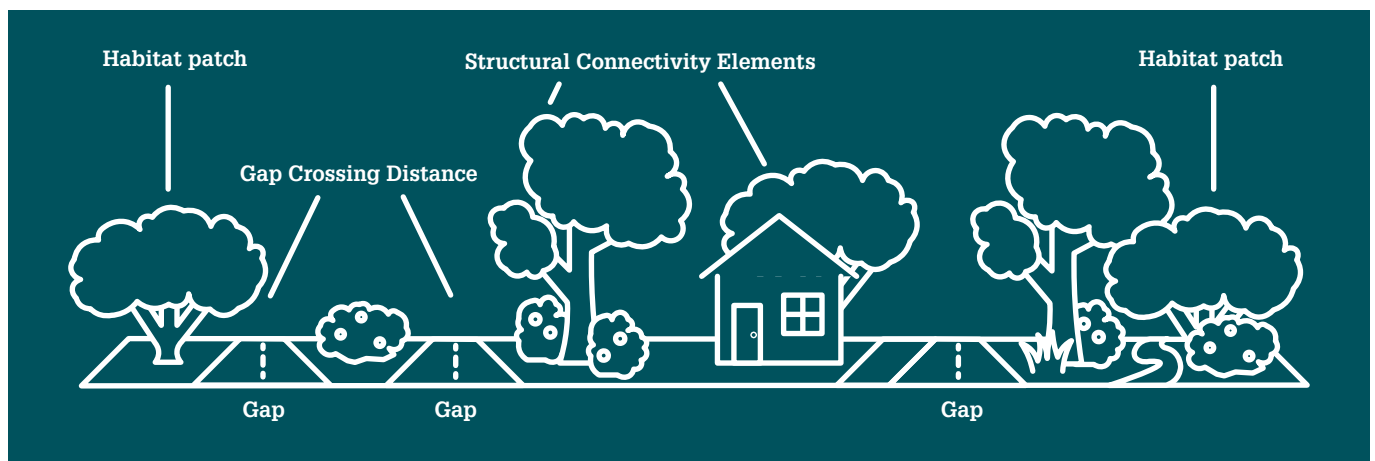 Habitat patch
Structural Connectivity Elements
Habitat patch
Gap Crossing Distance
Gap
Gap
Gap